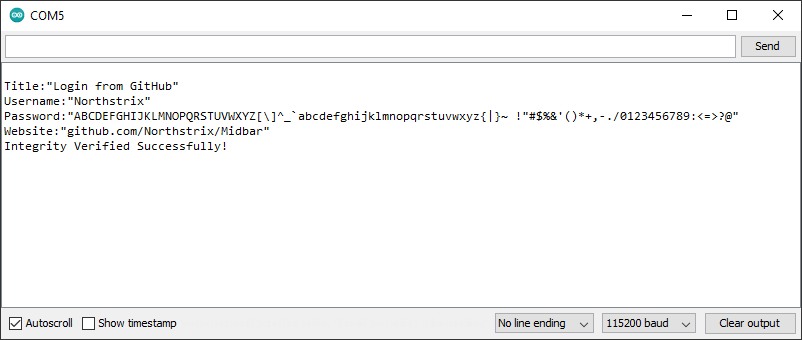 COM5
Send
Title:"Login from GitHub"
Username:"Northstrix"
Password:"ABCDEFGHIJKLMNOPQRSTUVWXYZ[\]^_`abcdefghijklmnopqrstuvwxyz{|}~ !"#$%&'()*+,-./0123456789:<=>?@"
Website:"github.com/Northstrix/Midbar"
Integrity Verified Successfully!
Autoscroll Show timestamp No line ending 115200 baud Clear output